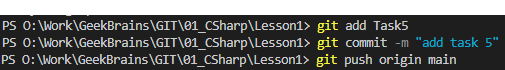 PS O:\Work\GeekBrains\GIT\01_CSharp\Lesson1> git add Task5
PS O:\Work\GeekBrains\GIT\01_CSharp\Lesson1> git commit -m "add task 5"
PS O:\Work\GeekBrains\GIT\01_CSharp\Lesson1> git push origin main